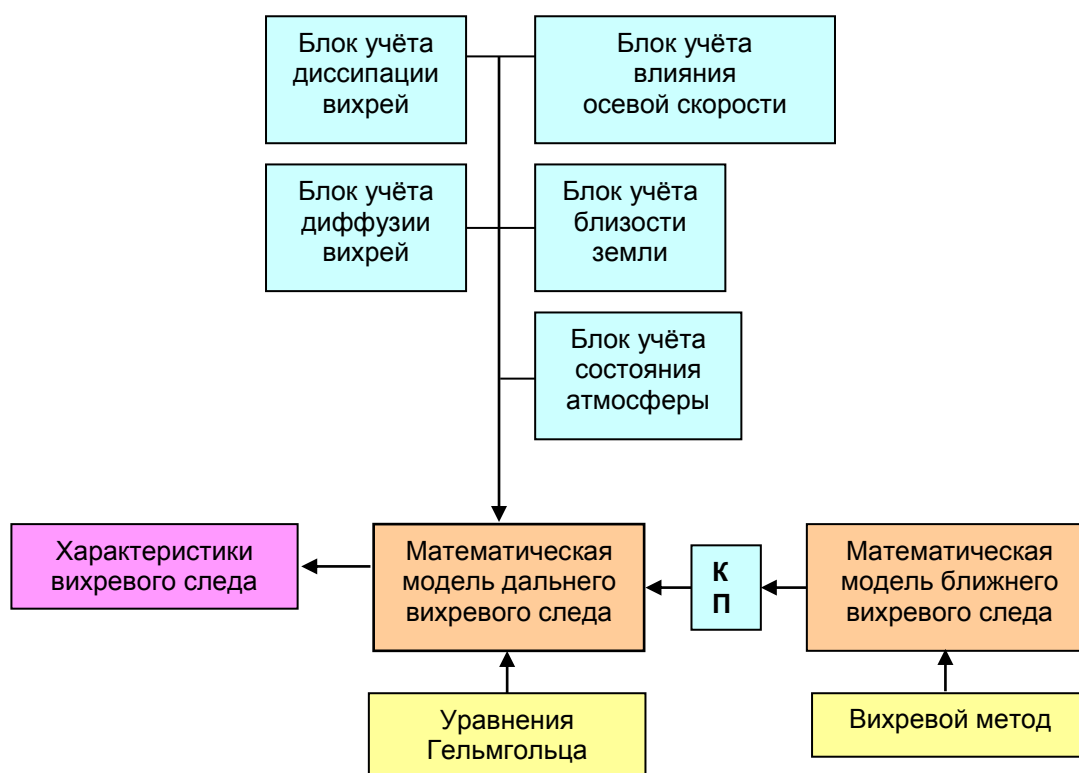 Блок учёта
диссипации
вихрей
Блок учёта
влияния
осевой скорости
Блок учёта
диффузии
вихрей
Блок учёта
близости
земли
Блок учёта
состояния
атмосферы
Характеристики
вихревого следа
Математическая
модель дальнего
вихревого следа
К
П
Математическая
модель ближнего
вихревого следа
Уравнения
Гельмгольца
Вихревой метод